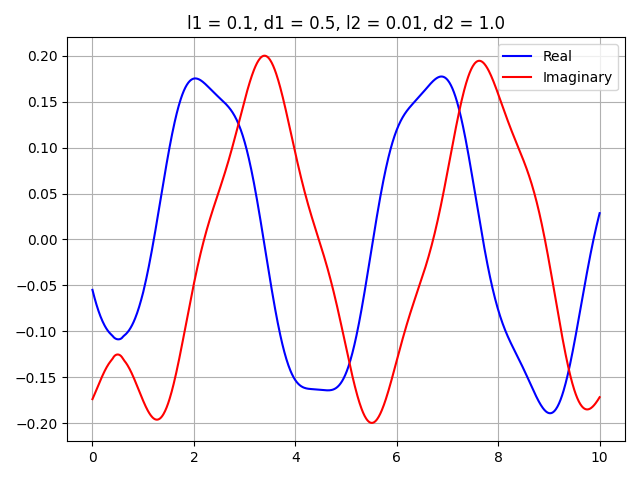 l1 = 0.1, d1 = 0.5, l2 = 0.01, d2 = 1.0
Real
Imaginary
0.20
0.15
0.10
0.05
0.00
−0.05
−0.10
−0.15
−0.20
0 2 4 6 8 10